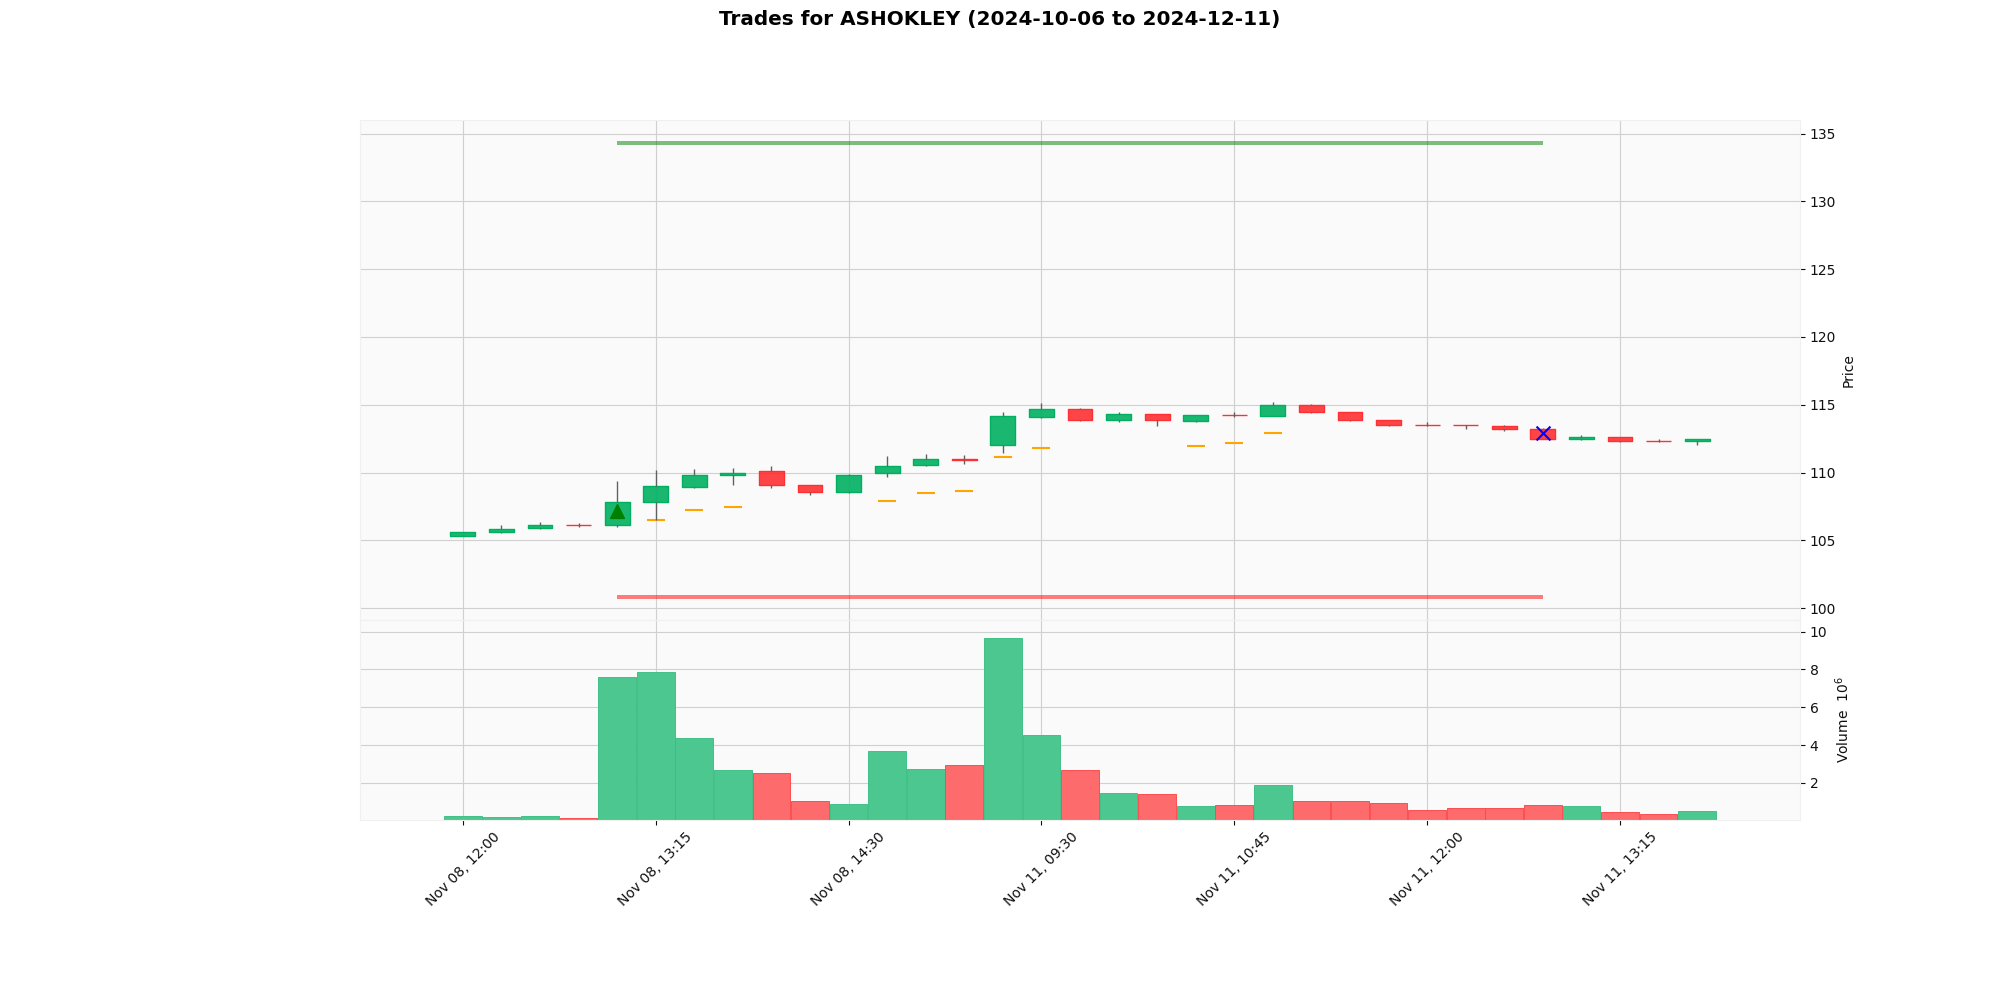 Trades for ASHOKLEY (2024-10-06 to 2024-12-11)
135
130
125
120
115
110
105
100
Price
10
8
6
4
2
Volume 10^6
Nov 08, 12:00
Nov 08, 13:15
Nov 08, 14:30
Nov 11, 09:30
Nov 11, 10:45
Nov 11, 12:00
Nov 11, 13:15